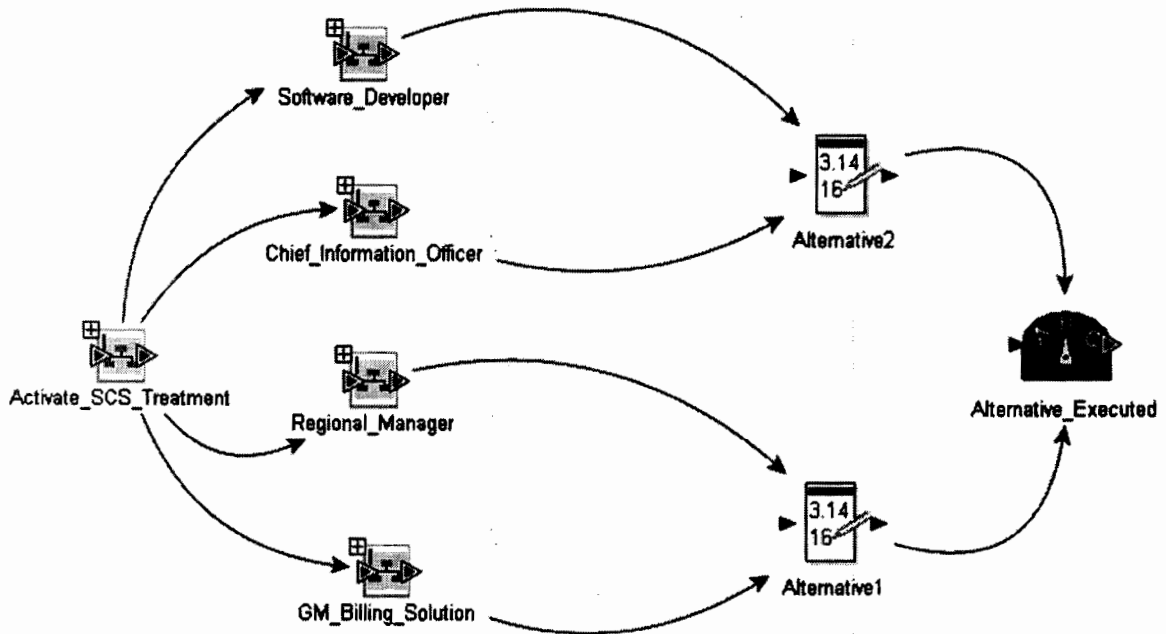 Software_Developer
3.14
16
Alternative2
Chief_Information_Officer
Activate_SCS_Treatment
Regional_Manager
Alternative_Executed
3.14
16
Alternative1
GM_Billing_Solution